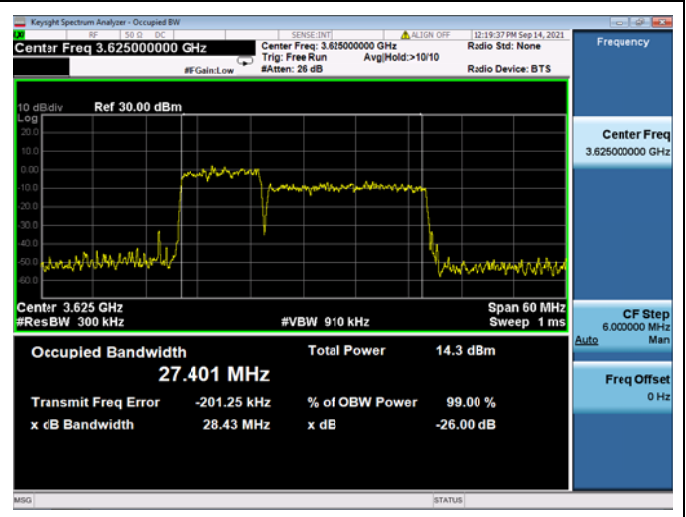 Keysight Spectrum Analyzer - Occupied BW
RF 50 Ω DC SENSE:INT ALIGN OFF 12:19:37 PM Sep 14, 2021
Center Freq 3.625000000 GHz
Center Freq: 3.625000000 GHz
Radio Std: None
Trig: Free Run Avg|Hold:>10/10
#FGain:Low
#Atten: 26 dB
Radio Device: BTS
Frequency
10 dB/div Ref 30.00 dBm
Log
20.0
10.0
0.00
-10.0
-20.0
-30.0
-40.0
-50.0
-60.0
Center Freq
3.625000000 GHz
Center 3.625 GHz
Span 60 MHz
#Res BW 300 kHz
#VBW 910 kHz
Sweep 1 ms
CF Step
6.000000 MHz
Auto Man
Occupied Bandwidth
27.401 MHz
Total Power 14.3 dBm
Freq Offset
0 Hz
Transmit Freq Error -201.25 kHz
% of OBW Power 99.00 %
x dB Bandwidth 28.43 MHz
x dB -26.00 dB
MSG
STATUS